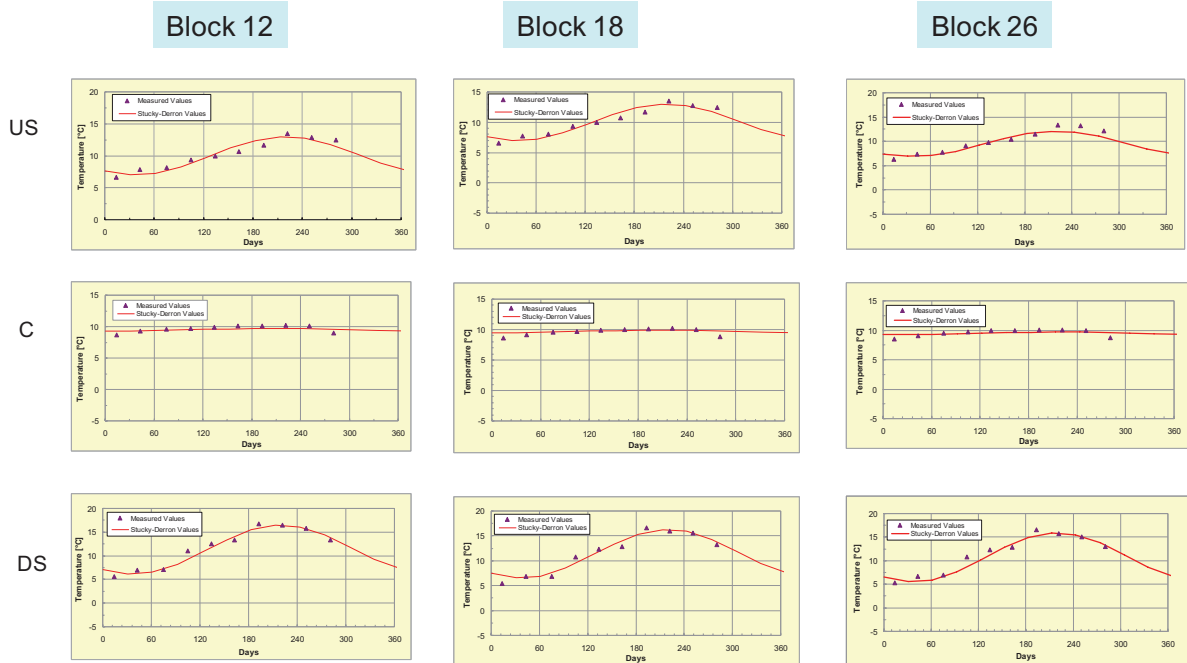 Block 12
Block 18
Block 26
US
Temperature [°C]
20
15
10
5
0
Measured Values
Stucky-Derron
0
60
120
180
240
300
360
Days
Temperature [°C]
15
10
5
0
-5
Measured Values
Stucky-Derron
0
60
120
180
240
300
360
Days
Temperature [°C]
20
15
10
5
0
-5
Measured Values
Stucky-Derron
0
60
120
180
240
300
360
Days
C
Temperature [°C]
15
10
5
0
-5
Measured Values
Stucky-Derron Values
0
60
120
180
240
300
360
Days
Temperature [°C]
15
10
5
0
-5
Measured Values
Stucky-Derron Values
0
60
120
180
240
300
360
Days
Temperature [°C]
15
10
5
0
-5
Measured Values
Stucky-Derron Values
0
60
120
180
240
300
360
Days
DS
Temperature [°C]
20
15
10
5
0
-5
Measured Values
Stucky-Derron Values
0
60
120
180
240
300
360
Days
Temperature [°C]
20
15
10
5
0
-5
Measured Values
Stucky-Derron Values
0
60
120
180
240
300
360
Days
Temperature [°C]
20
15
10
5
0
-5
Measured Values
Stucky-Derron Values
0
60
120
180
240
300
360
Days